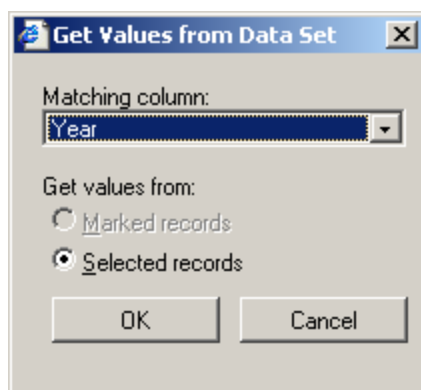 Get Values from Data Set
Matching column:
Year
Get values from:
Marked records
Selected records
OK Cancel